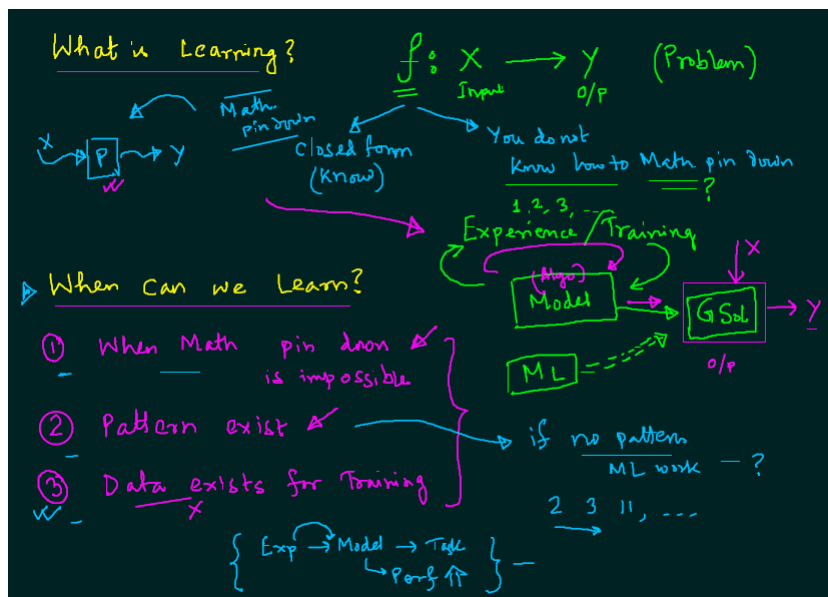 What is Learning?
f: X → Y (Problem)
Input O/P
Math pin down
X → P → Y
closed form
(Know)
You do not
know how to Math pin down
?
1, 2, 3, ...
Experience / Training
(Algo)
Model
X
GSol → Y
O/P
ML
When can we Learn?
① When Math pin down
is impossible
② Pattern exist
③ Data exists for Training
X
if no pattern
ML work — ?
2 3 11, ....
{ Exp → Model → Task } —
↳ Perf ⇈